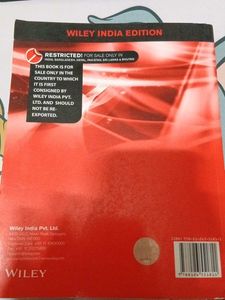 WILEY INDIA EDITION
RESTRICTED! FOR SALE ONLY IN
INDIA, BANGLADESH, NEPAL, PAKISTAN, SRI LANKA & BHUTAN
THIS BOOK IS FOR
SALE ONLY IN THE
COUNTRY TO WHICH
IT IS FIRST
CONSIGNED BY
WILEY INDIA PVT.
LTD. AND SHOULD
NOT BE RE-
EXPORTED.
Wiley India Pvt. Ltd.
WILEY